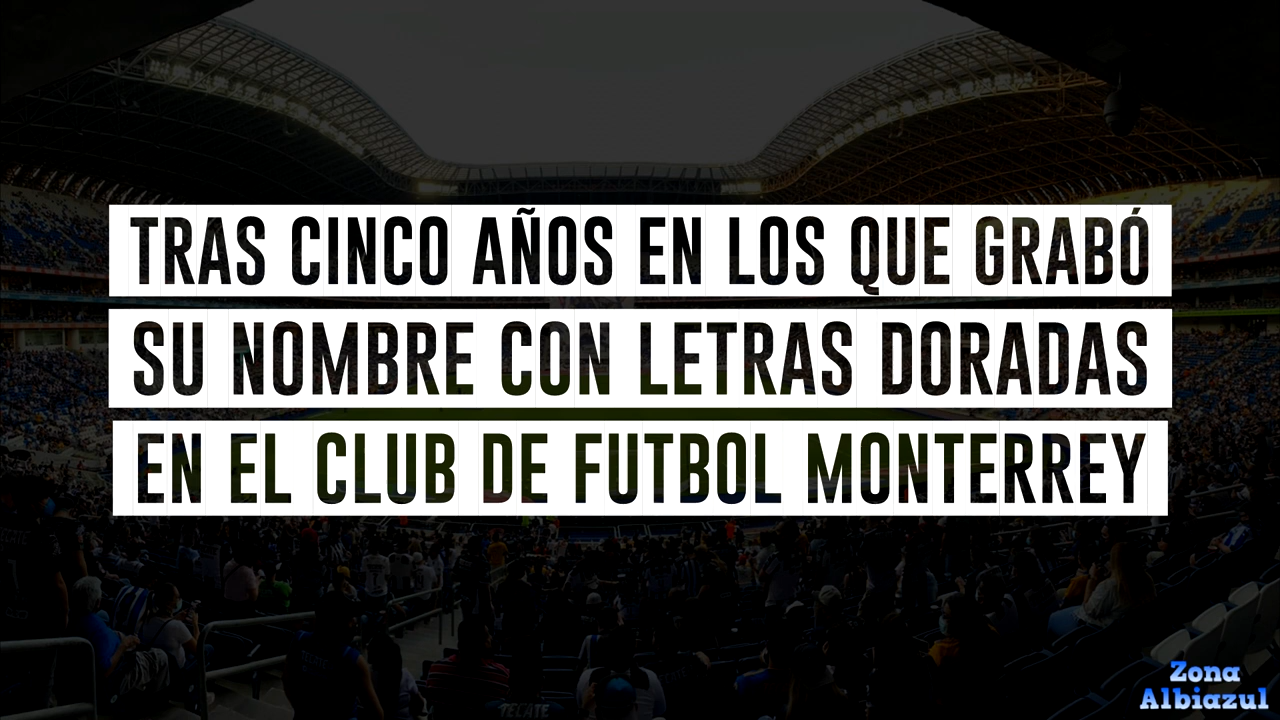 TRAS CINCO AÑOS EN LOS QUE GRABÓ
SU NOMBRE CON LETRAS DORADAS
EN EL CLUB DE FUTBOL MONTERREY
TECATE
Zona
Albiazul